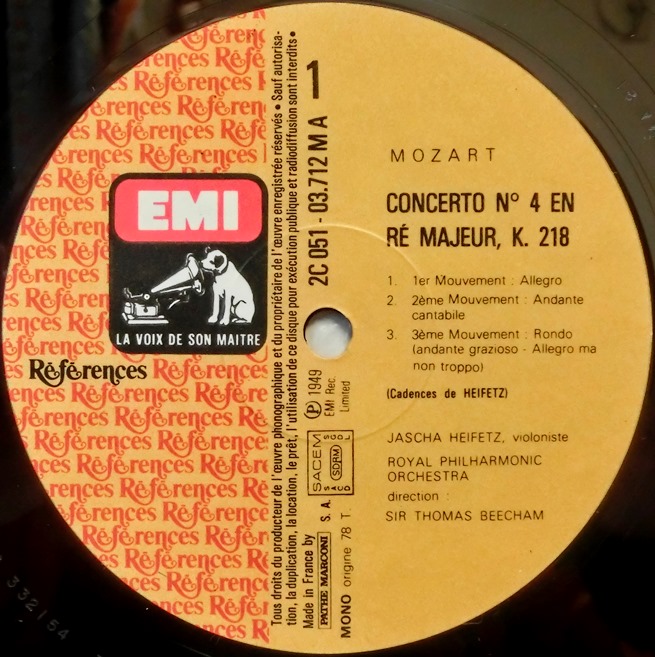 Références
EMI
LA VOIX DE SON MAITRE
Références
Tous droits du producteur de l'œuvre phonographique et du propriétaire de l'œuvre enregistrée réservés • Sauf autorisa-
tion, la duplication, la location, le prêt, l'utilisation de ce disque pour exécution publique et radiodiffusion sont interdits •
Made in France by
PATHE MARCONI S. A.
MONO origine 78 T.
SACEM
SDRM
SACD
SGDL
Ⓟ 1949
EMI Rec.
Limited
2C 051 - 03.712 M A
1
MOZART
CONCERTO N° 4 EN
RÉ MAJEUR, K. 218
1. 1er Mouvement : Allegro
2. 2ème Mouvement : Andante
cantabile
3. 3ème Mouvement : Rondo
(andante grazioso - Allegro ma
non troppo)
(Cadences de HEIFETZ)
JASCHA HEIFETZ, violoniste
ROYAL PHILHARMONIC
ORCHESTRA
direction :
SIR THOMAS BEECHAM